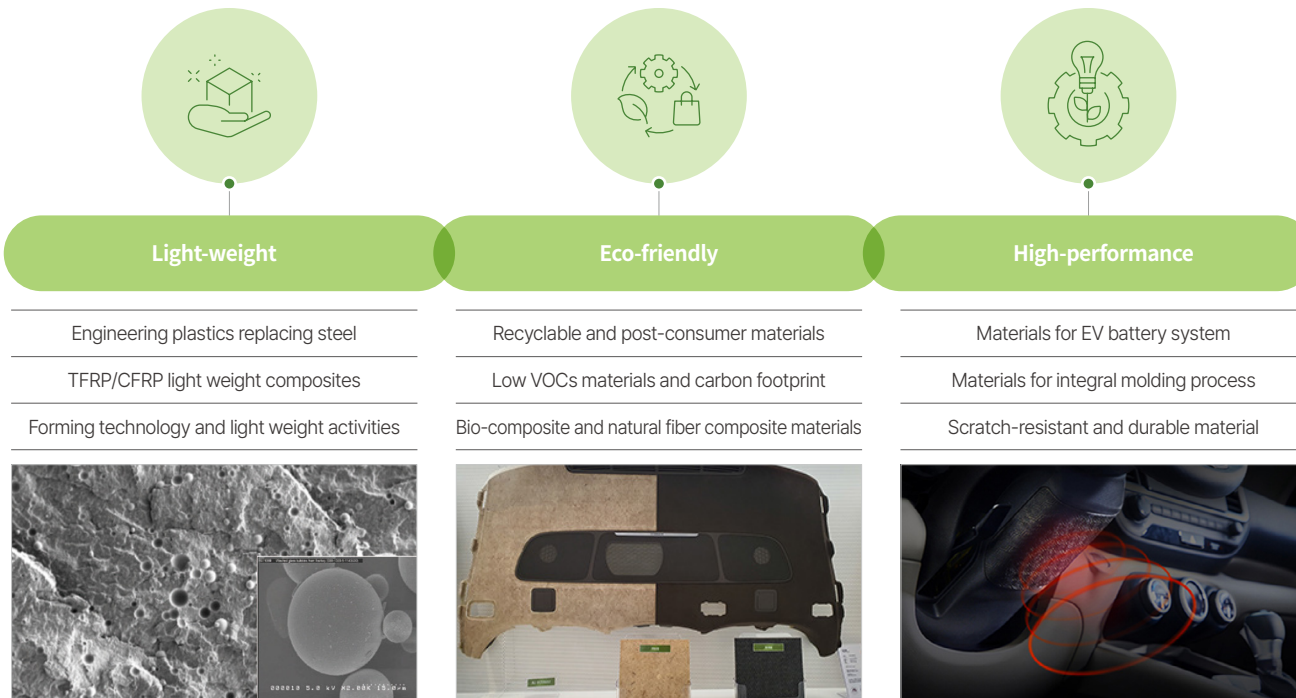 Light-weight
Eco-friendly
High-performance
Engineering plastics replacing steel
Recyclable and post-consumer materials
Materials for EV battery system
TFRP/CFRP light weight composites
Low VOCs materials and carbon footprint
Materials for integral molding process
Forming technology and light weight activities
Bio-composite and natural fiber composite materials
Scratch-resistant and durable material